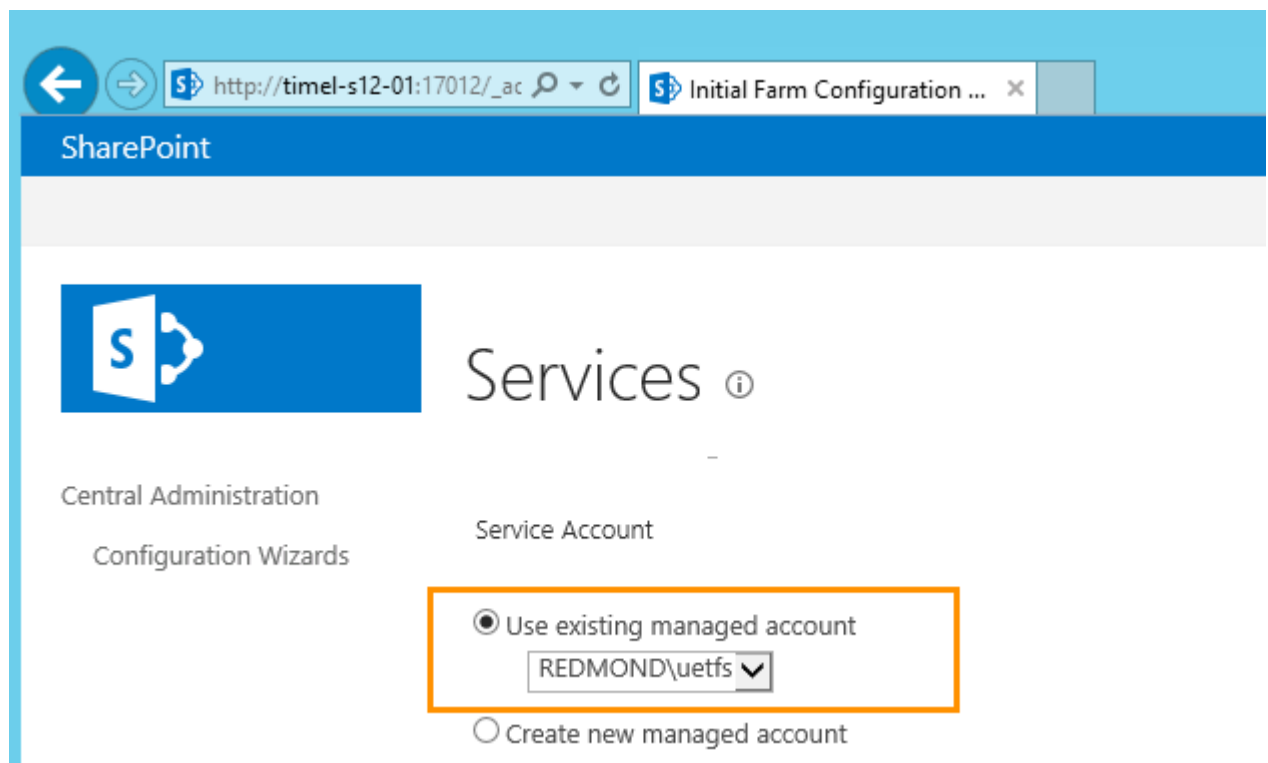 http://timel-s12-01:17012/_ac
Initial Farm Configuration ...
SharePoint
S
Services
Central Administration
Configuration Wizards
Service Account
Use existing managed account
REDMOND\uetfs
Create new managed account